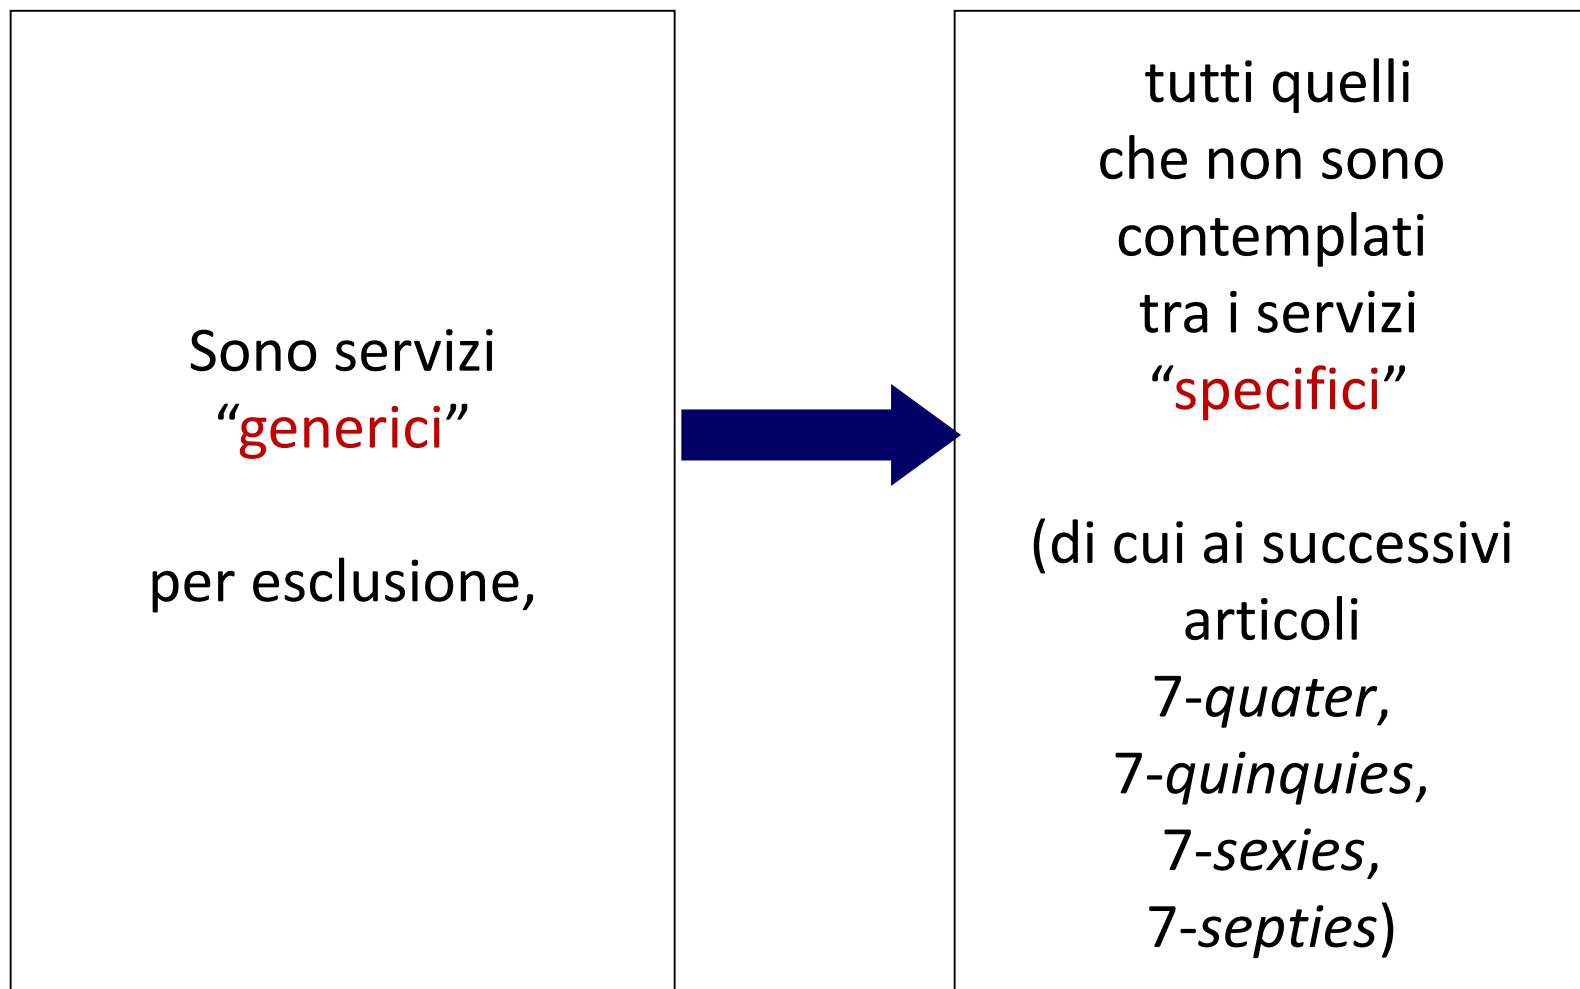 Sono servizi
“generici”
per esclusione,
tutti quelli
che non sono
contemplati
tra i servizi
“specifici”
(di cui ai successivi
articoli
7-quater,
7-quinquies,
7-sexies,
7-septies)